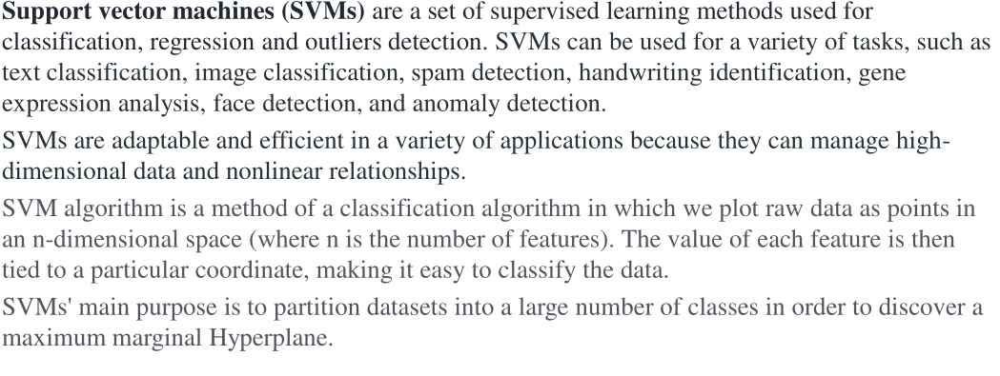 Support vector machines (SVMs) are a set of supervised learning methods used for
classification, regression and outliers detection. SVMs can be used for a variety of tasks, such as
text classification, image classification, spam detection, handwriting identification, gene
expression analysis, face detection, and anomaly detection.
SVMs are adaptable and efficient in a variety of applications because they can manage high-
dimensional data and nonlinear relationships.
SVM algorithm is a method of a classification algorithm in which we plot raw data as points in
an n-dimensional space (where n is the number of features). The value of each feature is then
tied to a particular coordinate, making it easy to classify the data.
SVMs' main purpose is to partition datasets into a large number of classes in order to discover a
maximum marginal Hyperplane.